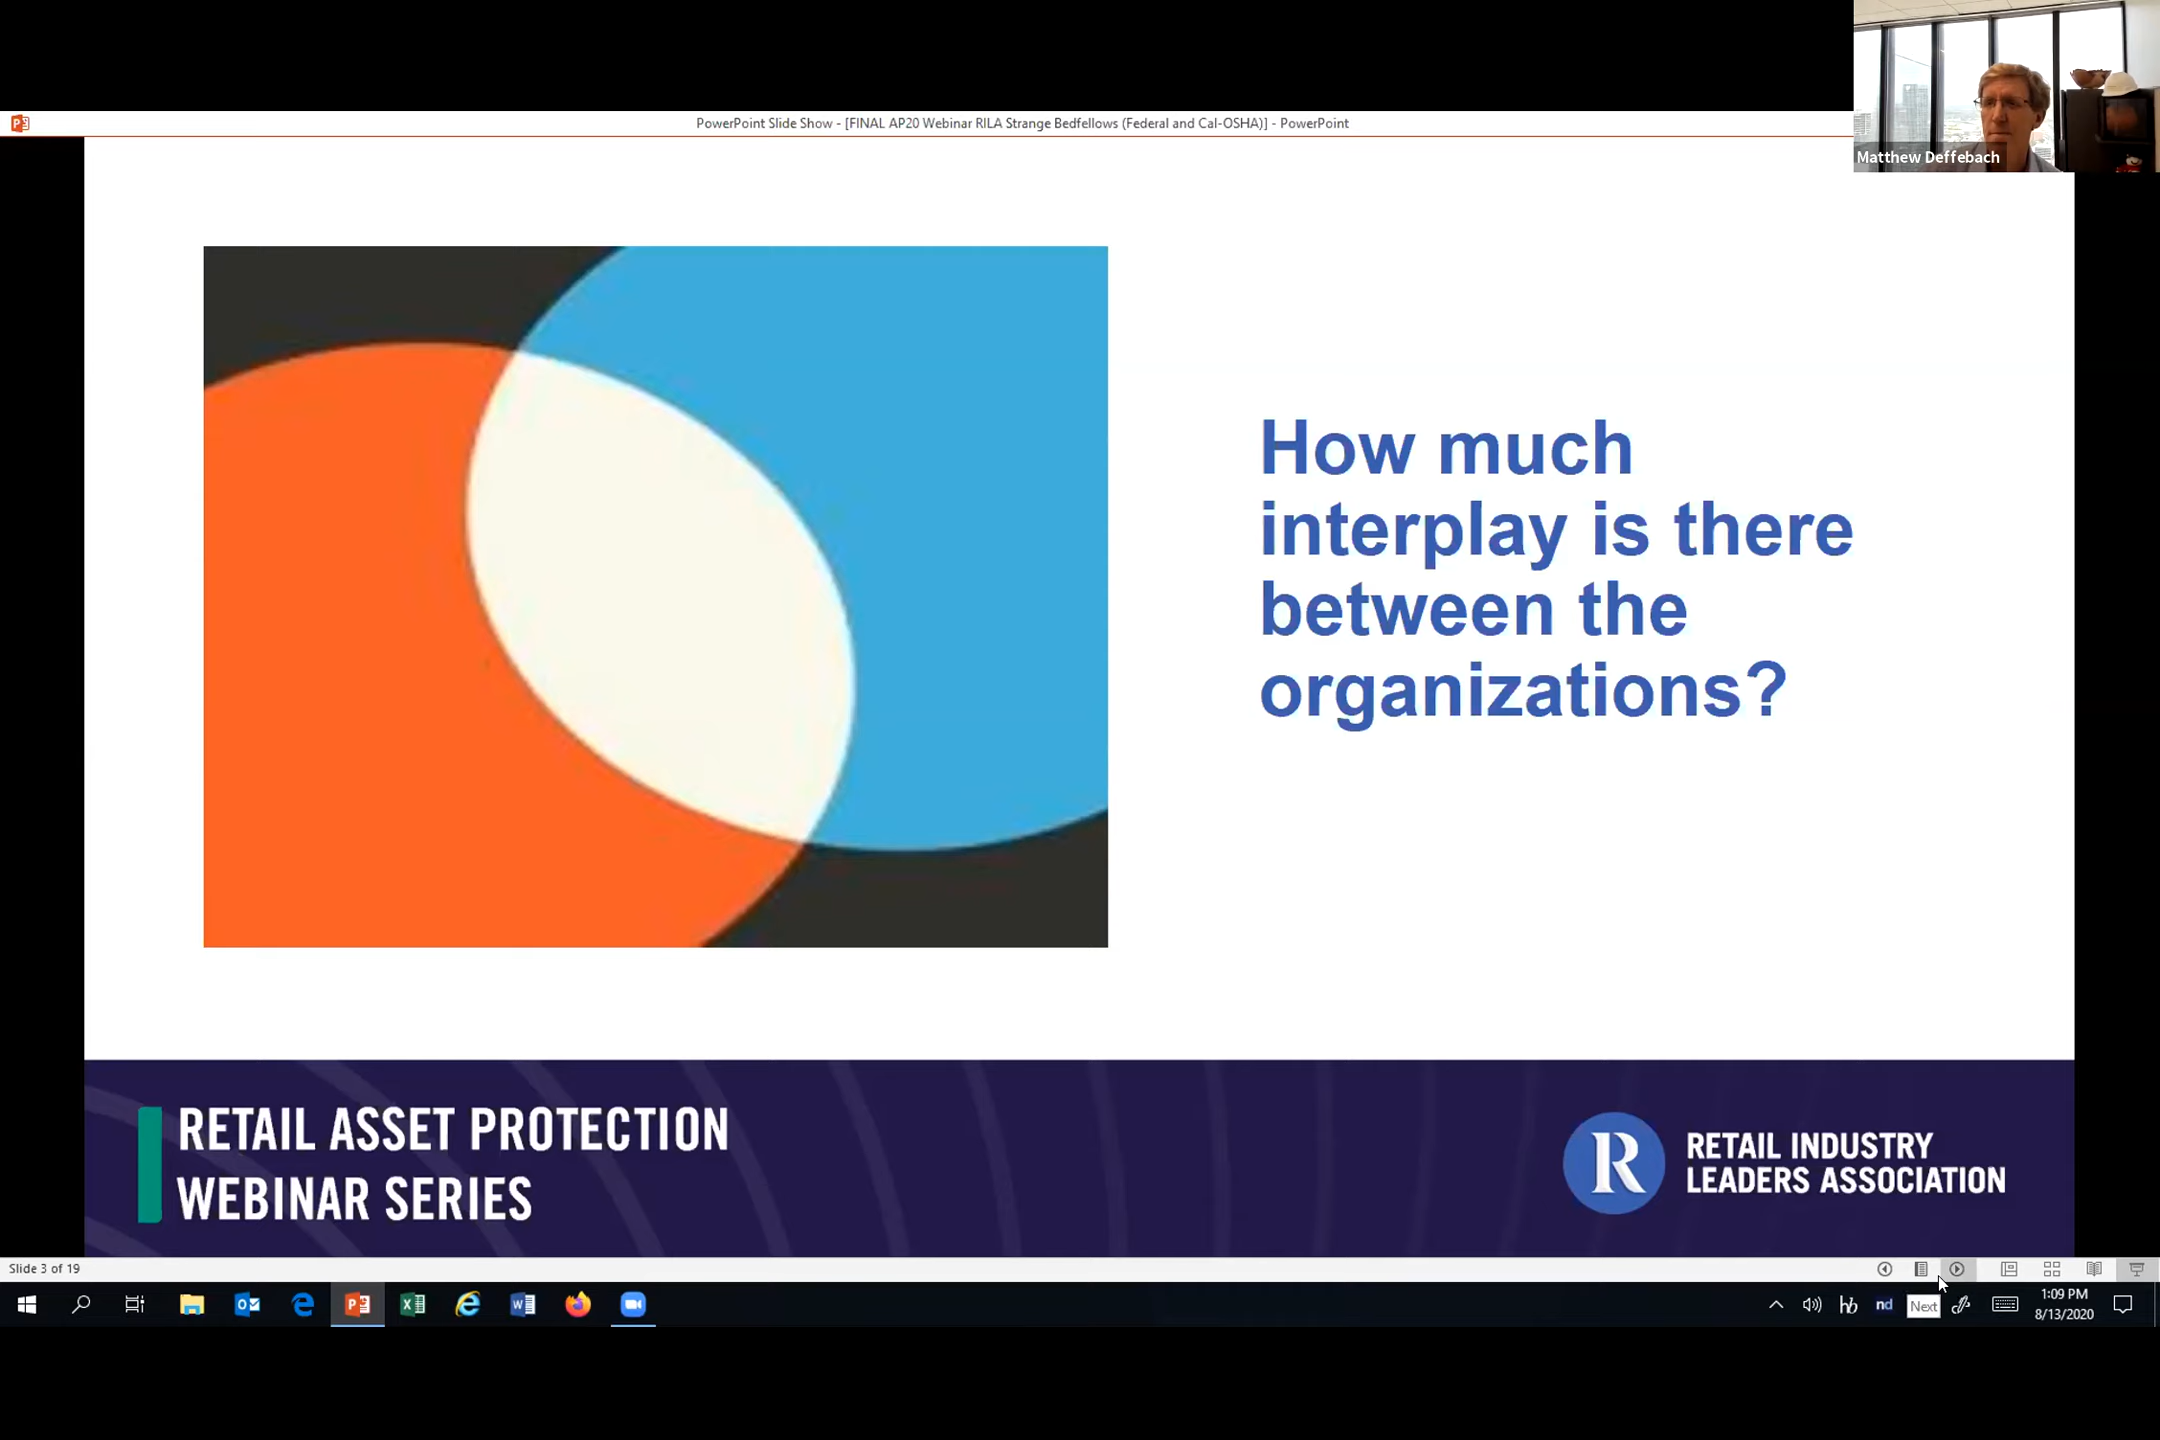 PowerPoint Slide Show - [FINAL AP20 Webinar RILA Strange Bedfellows (Federal and Cal-OSHA)] - PowerPoint
Matthew Deffebach
How much
interplay is there
between the
organizations?
RETAIL ASSET PROTECTION
WEBINAR SERIES
R
RETAIL INDUSTRY
LEADERS ASSOCIATION
Slide 3 of 19
hb
nd
Next
1:09 PM
8/13/2020